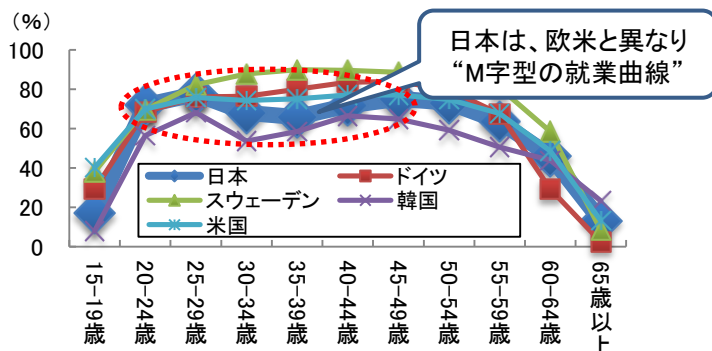 （%）
100
80
60
40
20
0
日本は、欧米と異なり
“M字型の就業曲線”
日本
ドイツ
スウェーデン
韓国
米国
15-19歳
20-24歳
25-29歳
30-34歳
35-39歳
40-44歳
45-49歳
50-54歳
55-59歳
60-64歳
65歳以上